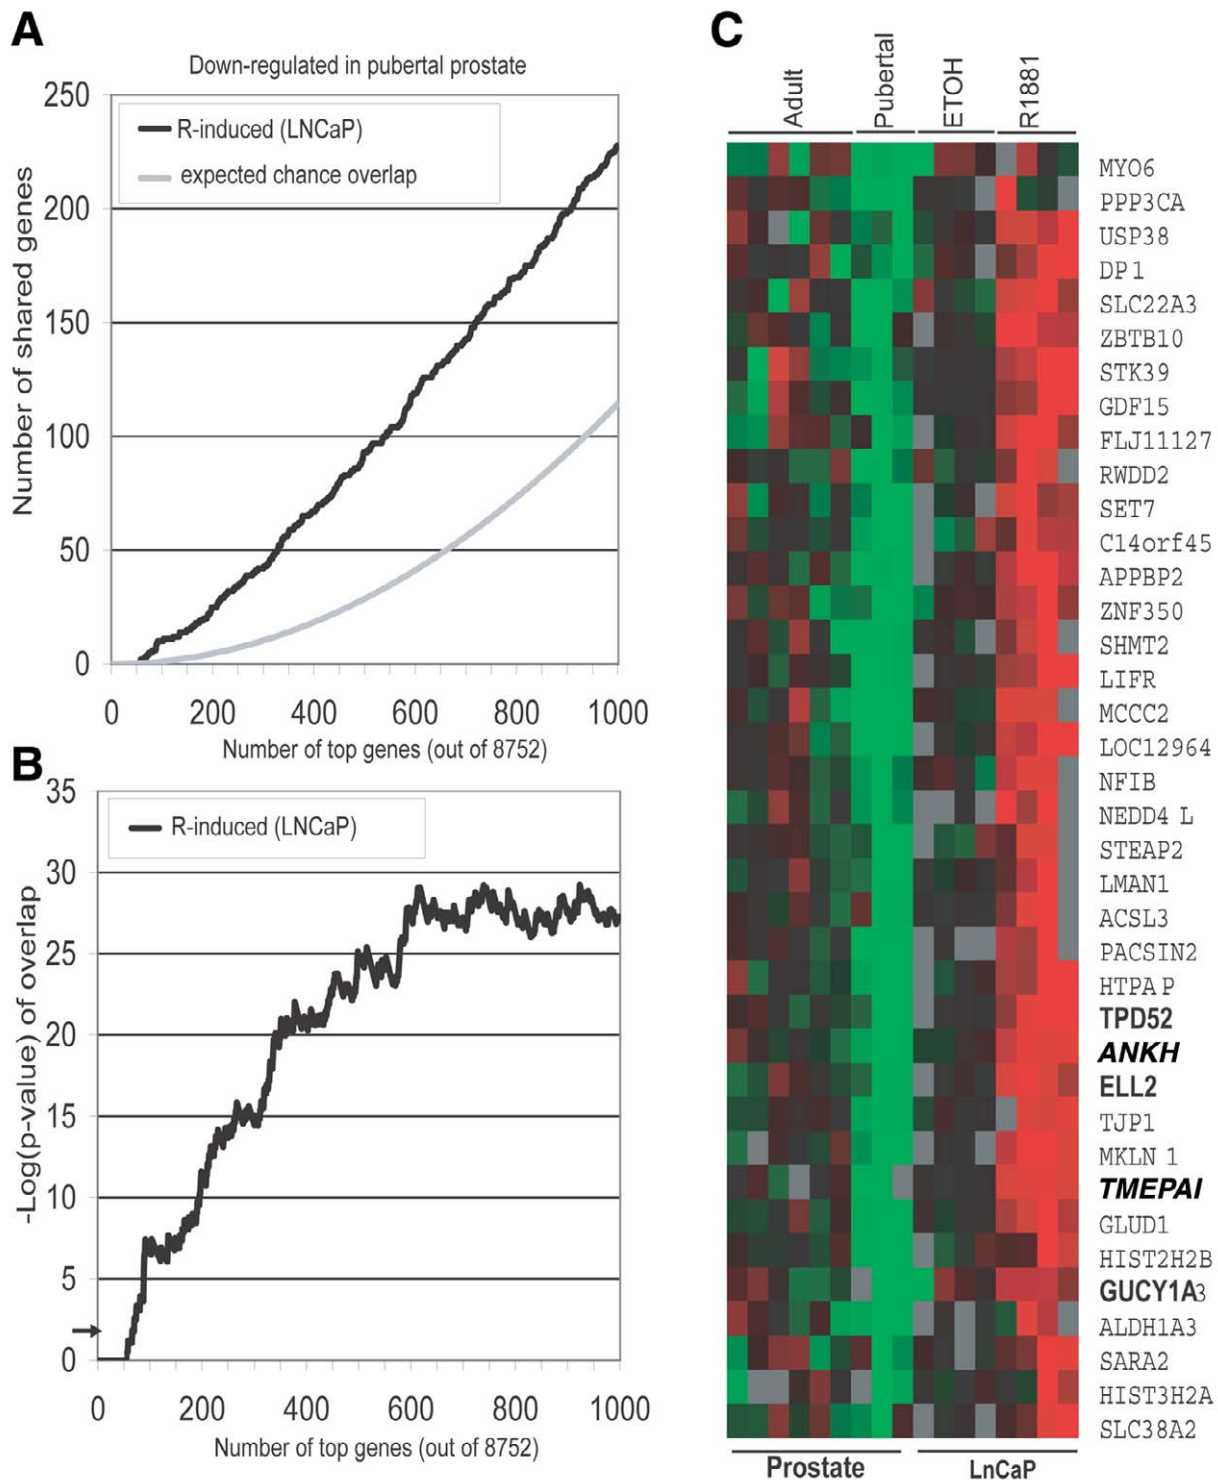 A
Down-regulated in pubertal prostate
250
200
150
100
50
0
Number of shared genes
R-induced (LNCaP)
expected chance overlap
0 200 400 600 800 1000
Number of top genes (out of 8752)
B
35
30
25
20
15
10
5
0
-Log(p-value) of overlap
R-induced (LNCaP)
0 200 400 600 800 1000
Number of top genes (out of 8752)
C
Adult Pubertal ETOH R1881
MYO6
PPP3CA
USP38
DP1
SLC22A3
ZBTB10
STK39
GDF15
FLJ11127
RWDD2
SET7
C14orf45
APPBP2
ZNF350
SHMT2
LIFR
MCCC2
LOC12964
NFIB
NEDD4 L
STEAP2
LMAN1
ACSL3
PACSIN2
HTPA P
TPD52
ANKH
ELL2
TJP1
MKLN 1
TMEPAI
GLUD1
HIST2H2B
GUCY1A3
ALDH1A3
SARA2
HIST3H2A
SLC38A2
Prostate LnCaP